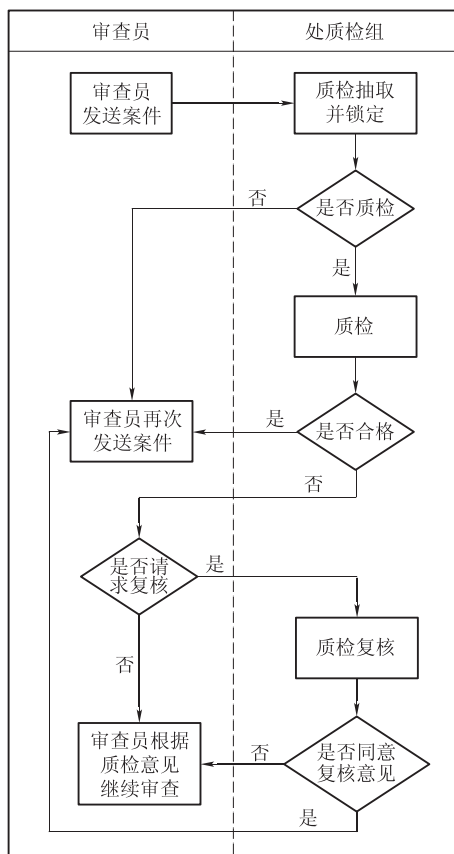 审查员
处质检组
审查员
发送案件
质检抽取
并锁定
是否质检
否
是
质检
审查员再次
发送案件
是
是否合格
否
是否请
求复核
是
质检复核
否
审查员根据
质检意见
继续审查
否
是否同意
复核意见
是